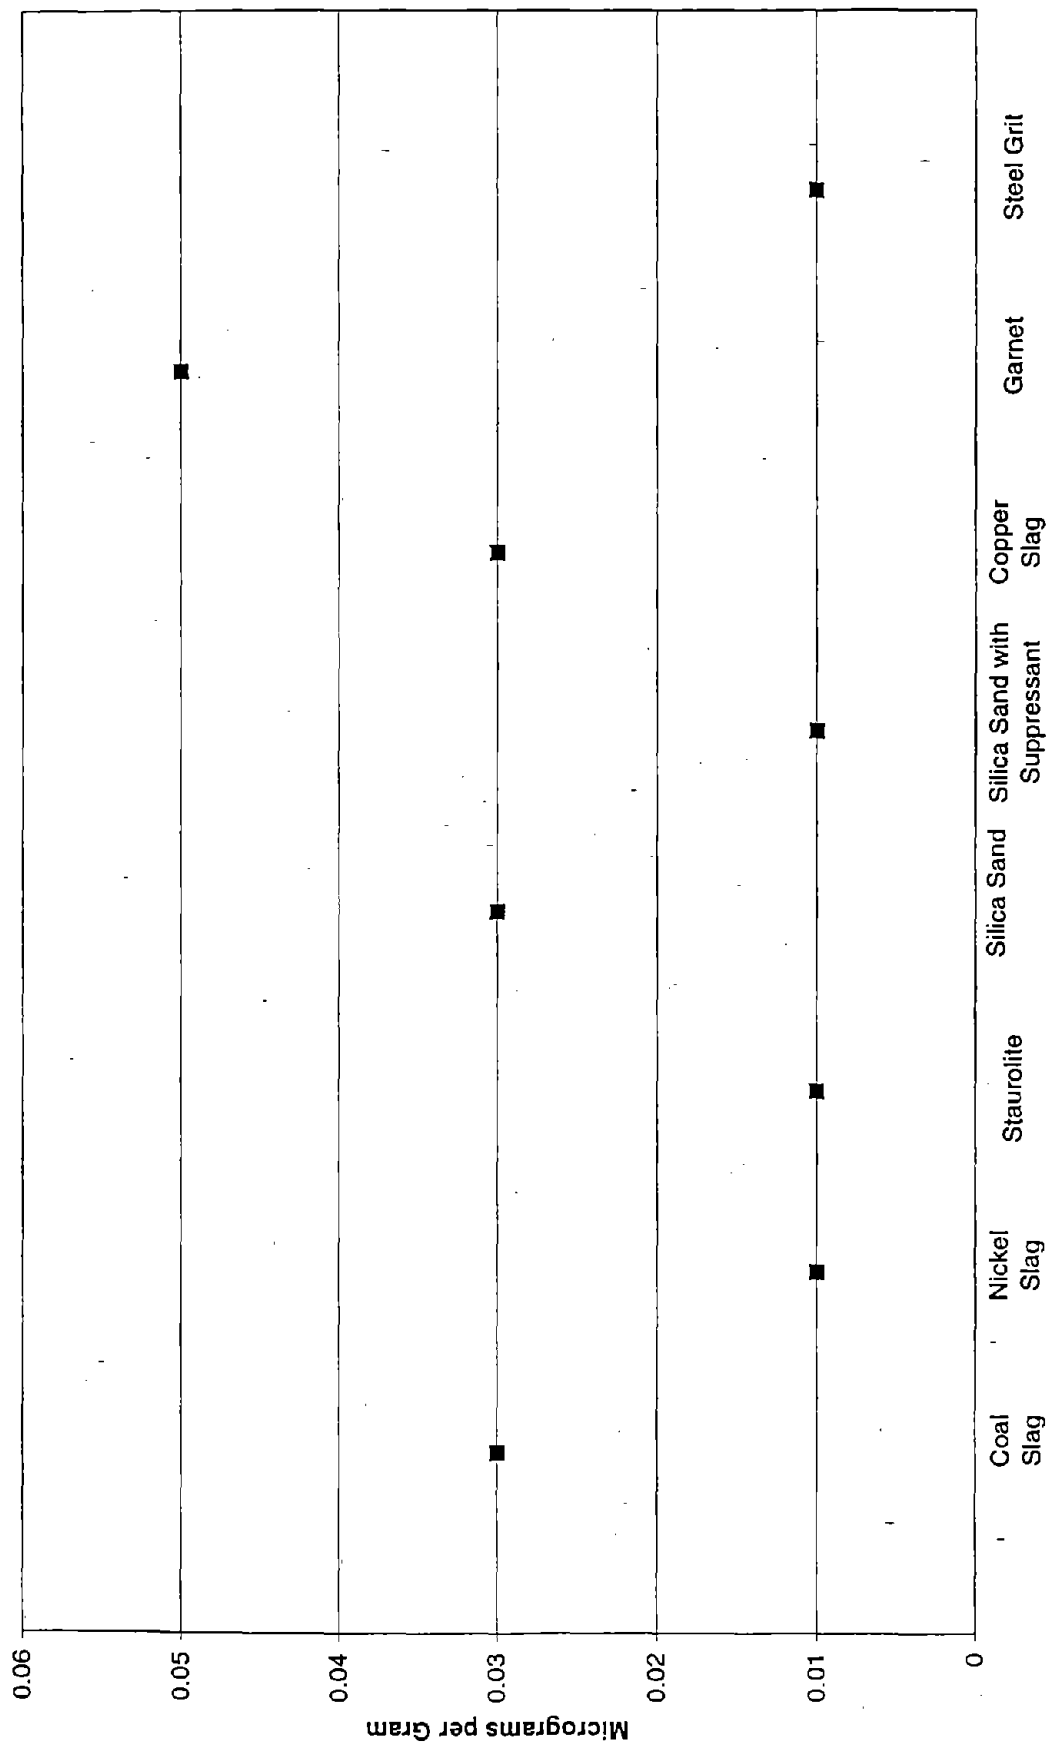 Micrograms per Gram
0.06
0.05
0.04
0.03
0.02
0.01
0
Coal
Slag
Nickel
Slag
Staurolite
Silica Sand
Silica Sand with
Suppressant
Copper
Slag
Garnet
Steel Grit